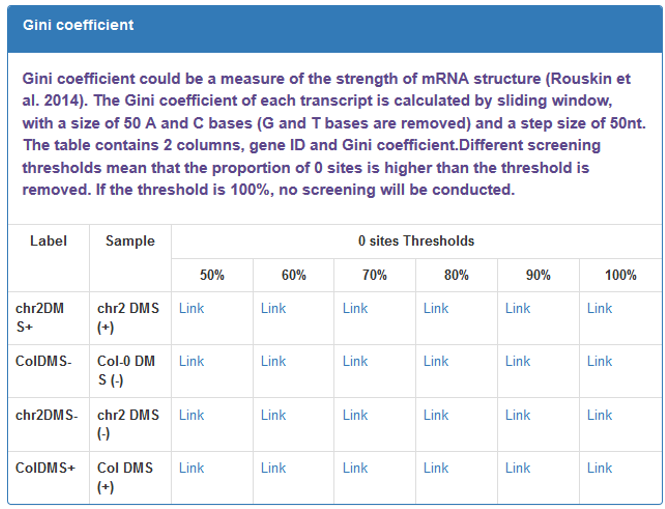 Gini coefficient
Gini coefficient could be a measure of the strength of mRNA structure (Rouskin et
al. 2014). The Gini coefficient of each transcript is calculated by sliding window,
with a size of 50 A and C bases (G and T bases are removed) and a step size of 50nt.
The table contains 2 columns, gene ID and Gini coefficient.Different screening
thresholds mean that the proportion of 0 sites is higher than the threshold is
removed. If the threshold is 100%, no screening will be conducted.
Label Sample 0 sites Thresholds
50% 60% 70% 80% 90% 100%
chr2DM chr2 DMS Link Link Link Link Link Link
S+ (+)
ColDMS- Col-0 DM Link Link Link Link Link Link
S (-)
chr2DMS- chr2 DMS Link Link Link Link Link Link
(-)
ColDMS+ Col DMS Link Link Link Link Link Link
(+)